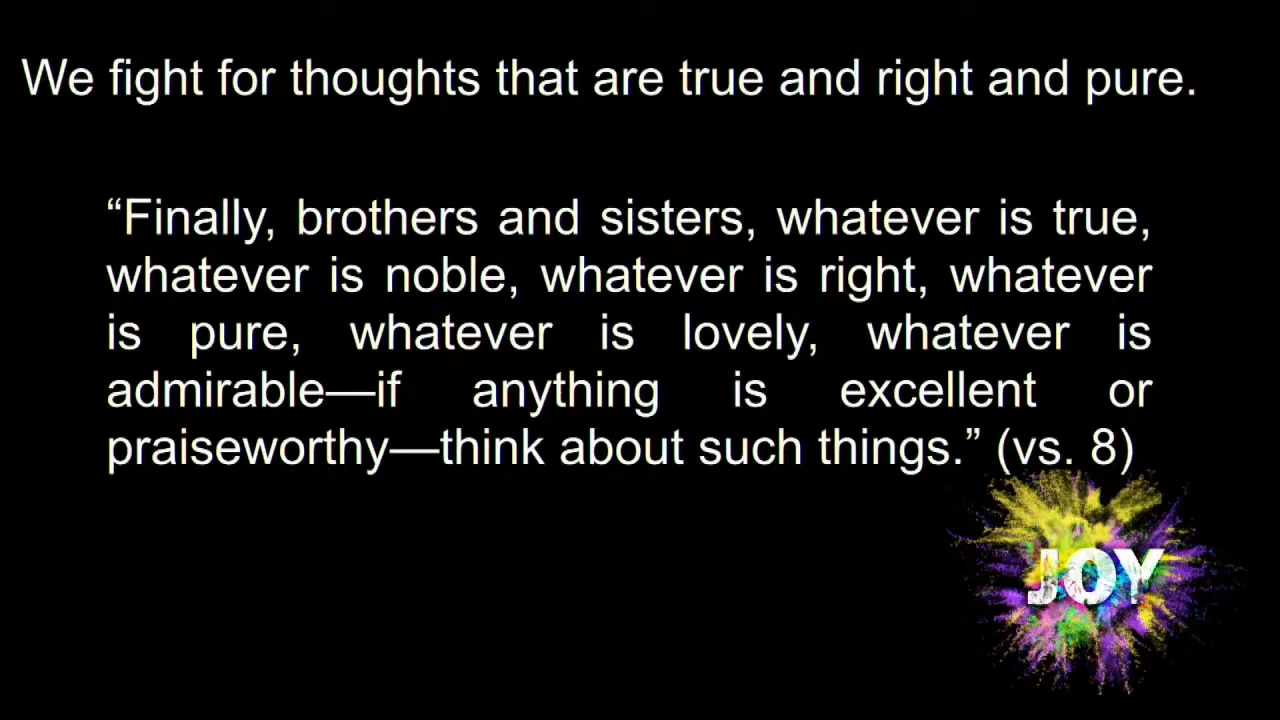 We fight for thoughts that are true and right and pure.
“Finally, brothers and sisters, whatever is true,
whatever is noble, whatever is right, whatever
is pure, whatever is lovely, whatever is
admirable—if anything is excellent or
praiseworthy—think about such things.” (vs. 8)
JOY